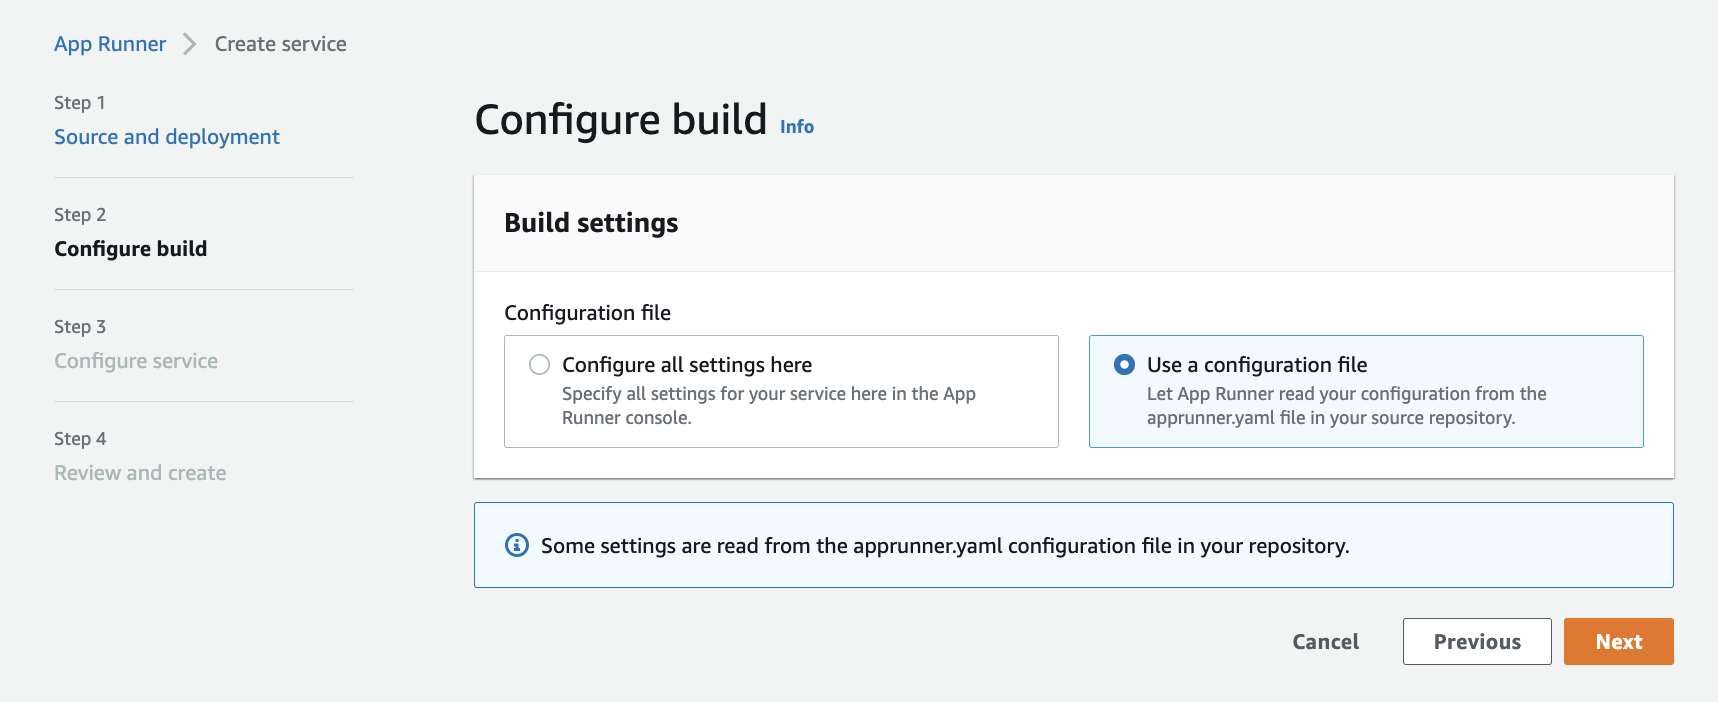 App Runner
Create service
Step 1
Source and deployment
Step 2
Configure build
Step 3
Configure service
Step 4
Review and create
Configure build Info
Build settings
Configuration file
Configure all settings here
Specify all settings for your service here in the App
Runner console.
Use a configuration file
Let App Runner read your configuration from the
apprunner.yaml file in your source repository.
Some settings are read from the apprunner.yaml configuration file in your repository.
Cancel
Previous
Next